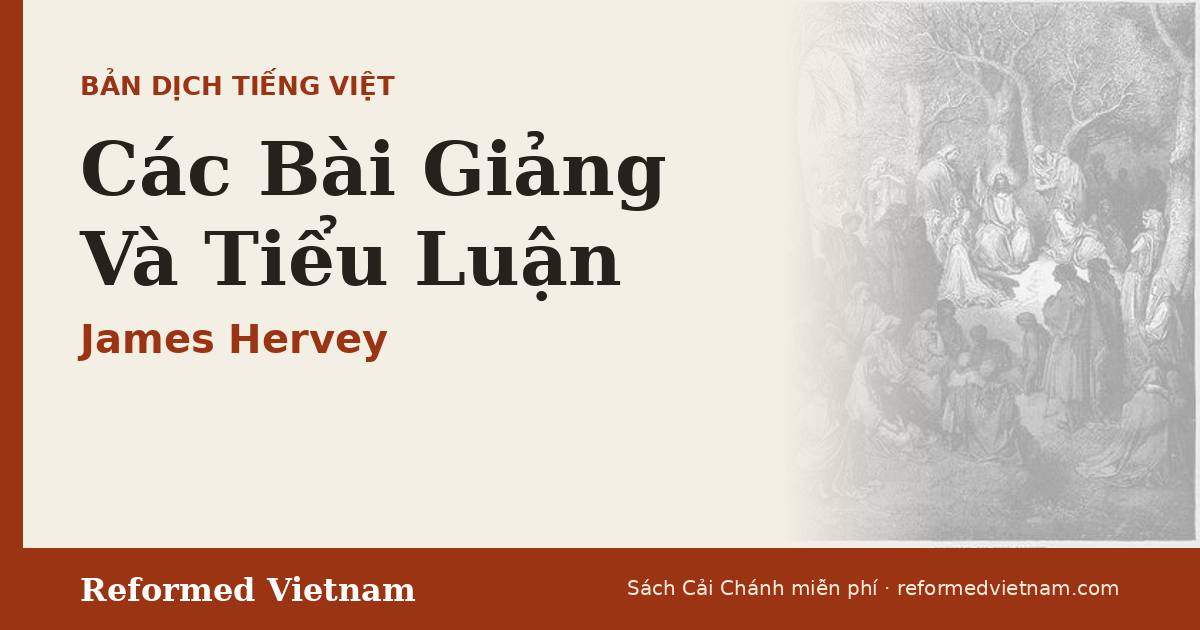 BẢN DỊCH TIẾNG VIỆT
Các Bài Giảng
Và Tiểu Luận
James Hervey
Reformed Vietnam
Sách Cải Chánh miễn phí · reformedvietnam.com